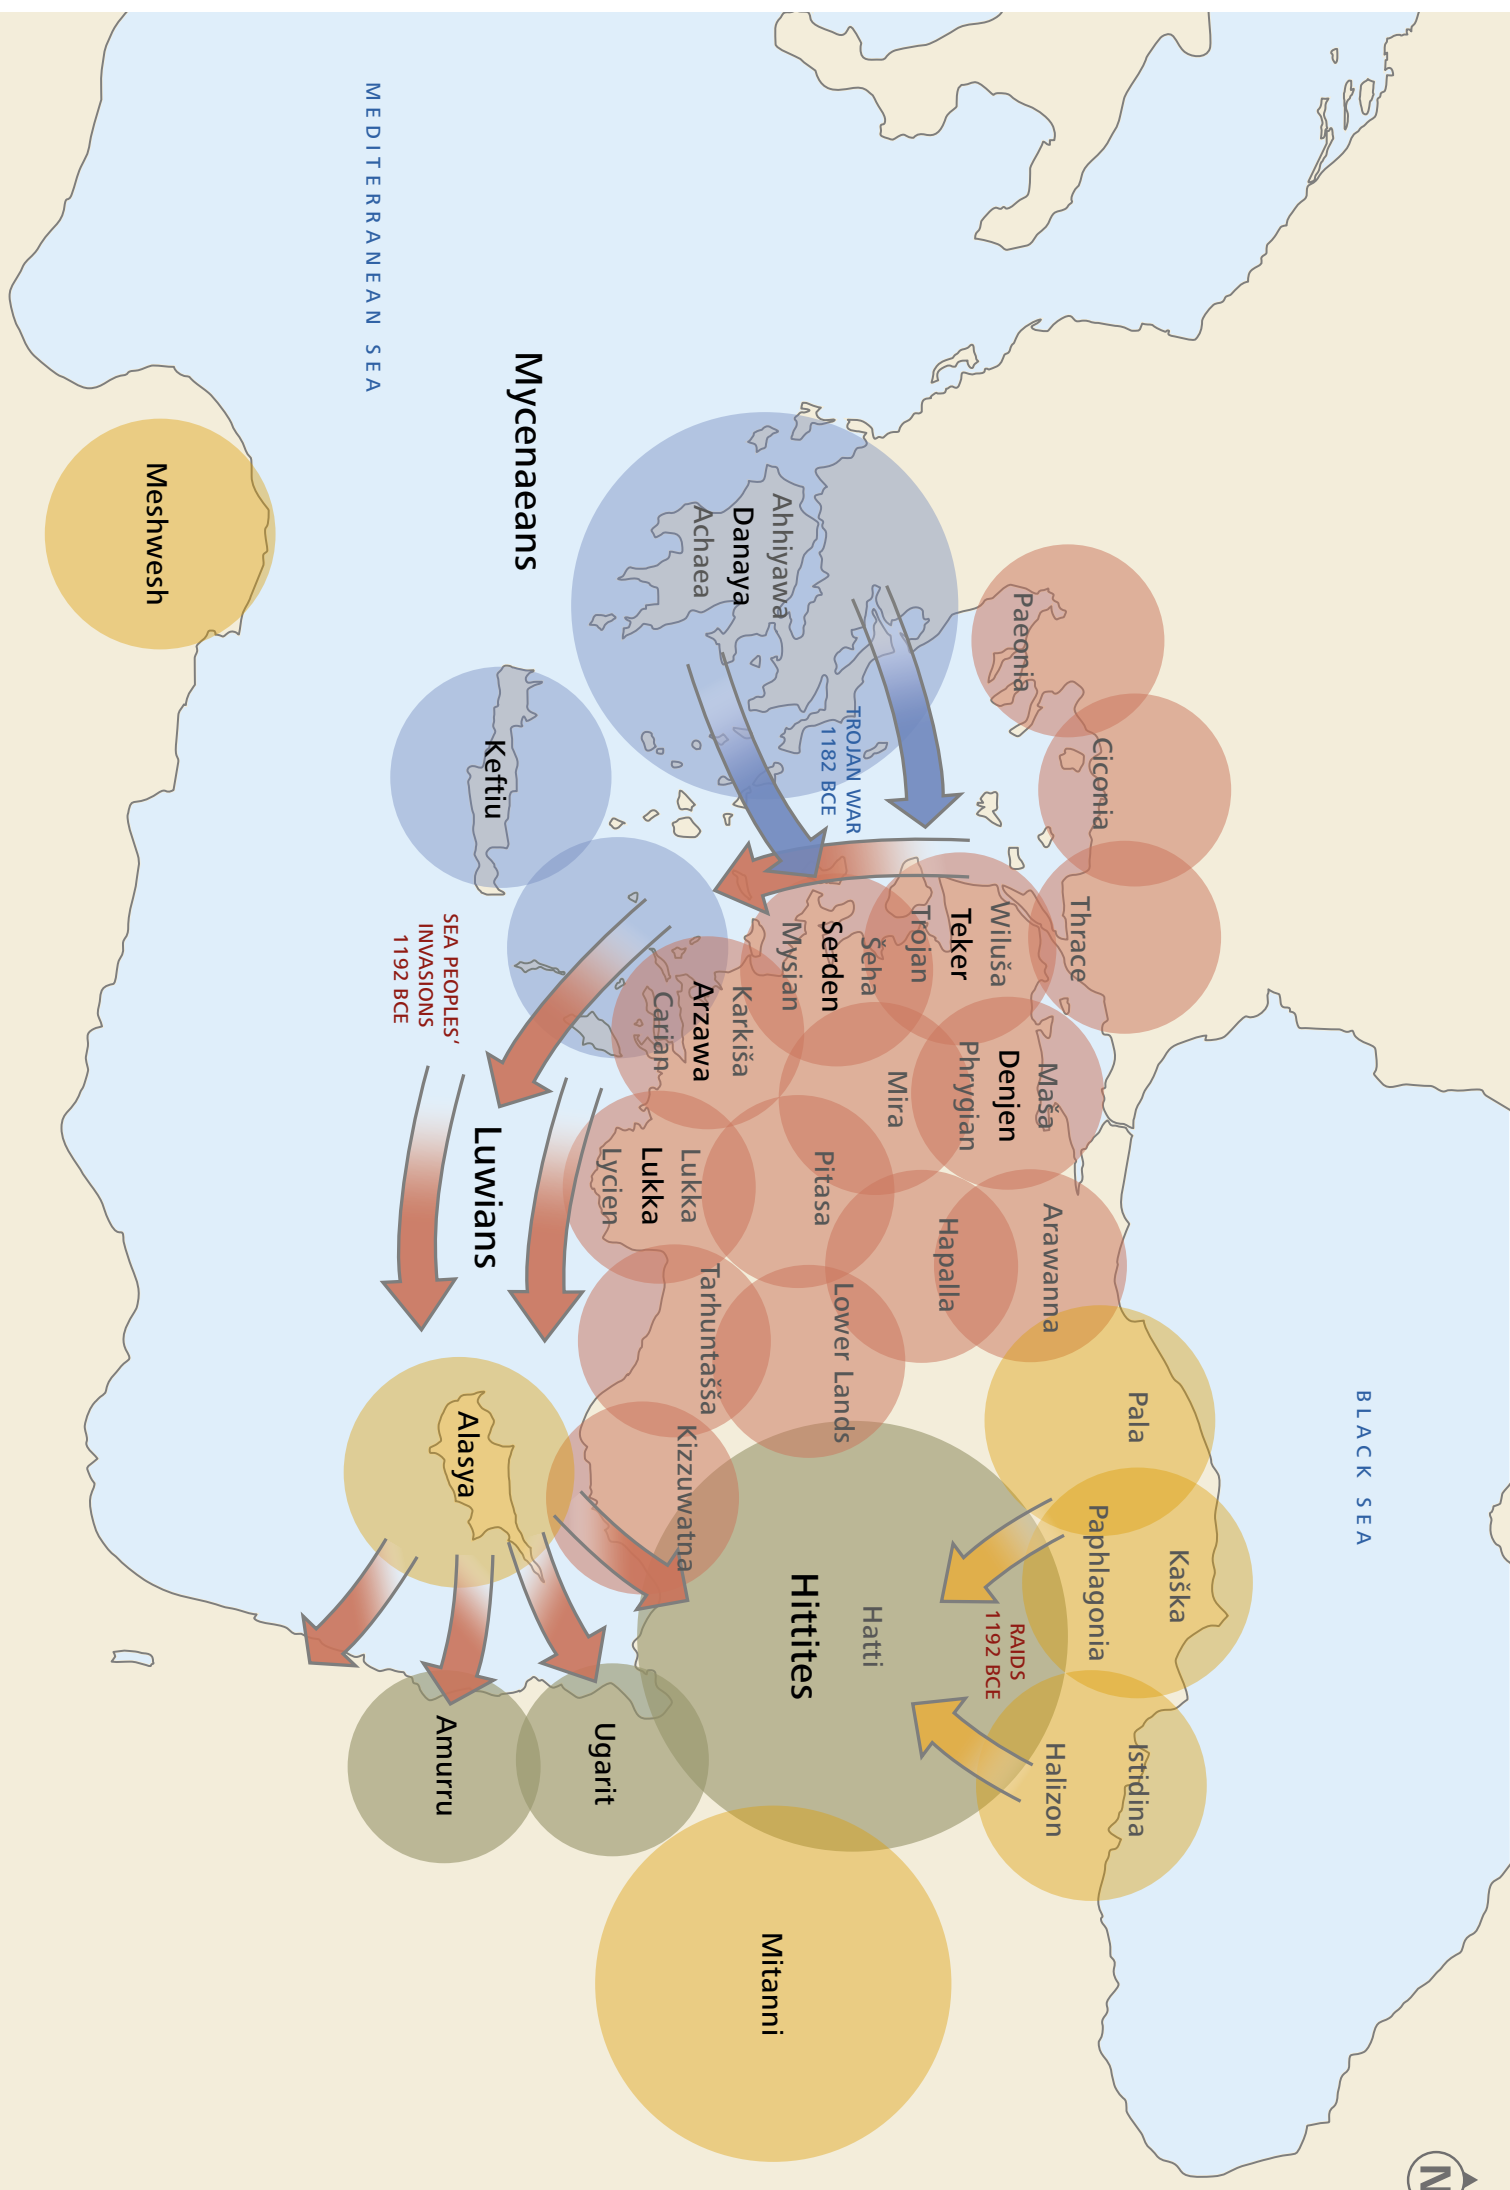 BLACK SEA
Paeonia
Ciconia
Thrace
Kaška
Istidina
Pala
Paphlagonia
Halizon
RAIDS
1192 BCE
Maša
Denjen
Phrygian
Arawanna
Wiluša
Teker
Trojan
Hapalla
Mira
Šeha
Serden
Mysian
Pitasa
Lower Lands
Hatti
Hittites
Mitanni
TROJAN WAR
1182 BCE
Ahhiyawa
Danaya
Achaea
Karkiša
Arzawa
Carian
Lukka
Lukka
Lycien
Tarhuntašša
Kizzuwatna
Ugarit
Mycenaeans
Keftiu
Luwians
Alasya
Amurru
SEA PEOPLES’
INVASIONS
1192 BCE
MEDITERRANEAN SEA
Meshwesh
N